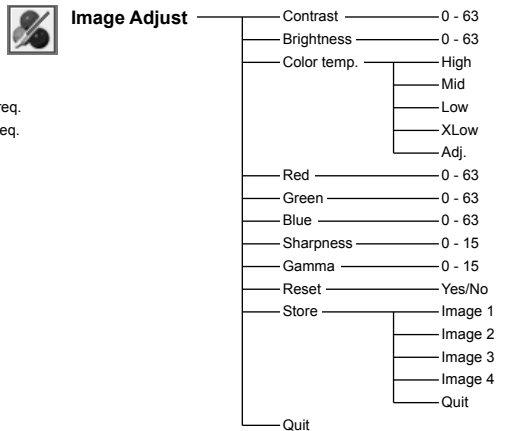 Image Adjust
Contrast 0 - 63
Brightness 0 - 63
Color temp. High
Mid
req.
Low
eq.
XLow
Adj.
Red 0 - 63
Green 0 - 63
Blue 0 - 63
Sharpness 0 - 15
Gamma 0 - 15
Reset Yes/No
Store Image 1
Image 2
Image 3
Image 4
Quit
Quit